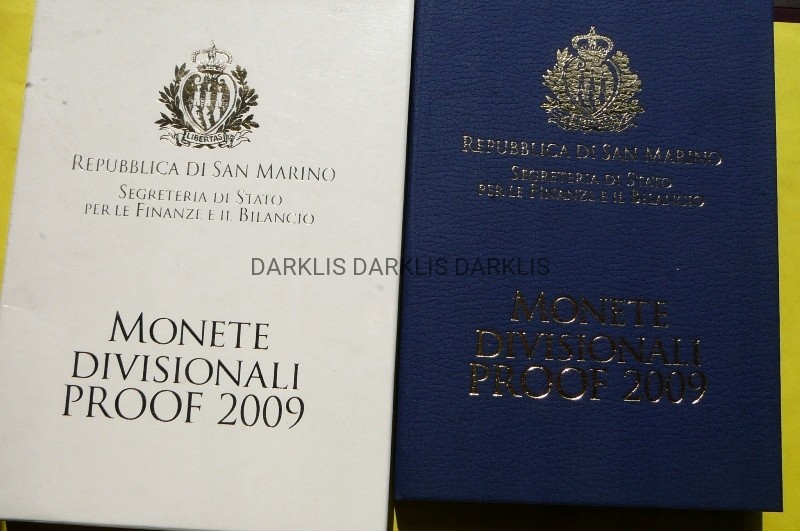 LIBERTAS
REPUBBLICA DI SAN MARINO
SEGRETERIA DI STATO
PER LE FINANZE E IL BILANCIO
MONETE
DIVISIONALI
PROOF 2009
REPUBBLICA DI SAN MARINO
SEGRETERIA DI STATO
PER LE FINANZE E IL BILANCIO
MONETE
DIVISIONALI
PROOF 2009
DARKLIS DARKLIS DARKLIS